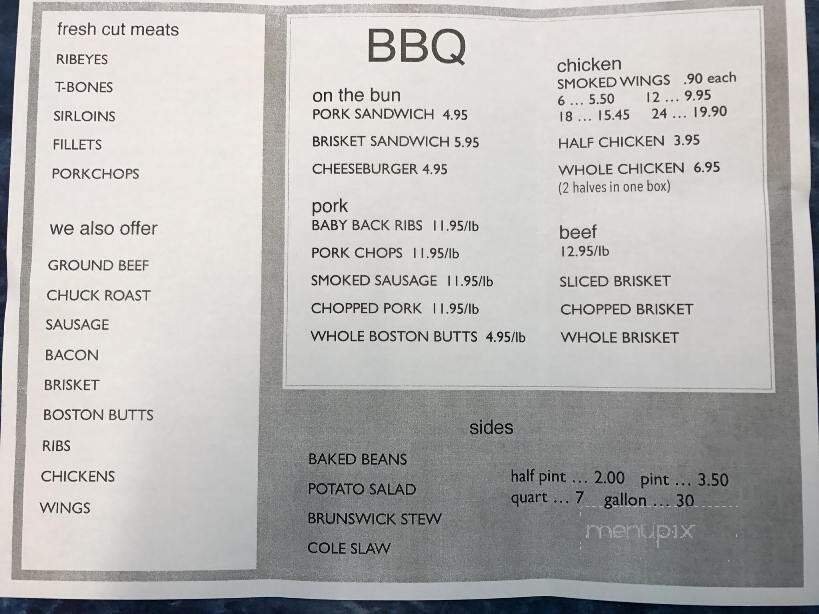 fresh cut meats
RIBEYES
T-BONES
SIRLOINS
FILLETS
PORKCHOPS
we also offer
GROUND BEEF
CHUCK ROAST
SAUSAGE
BACON
BRISKET
BOSTON BUTTS
RIBS
CHICKENS
WINGS
BBQ
on the bun
PORK SANDWICH 4.95
BRISKET SANDWICH 5.95
CHEESEBURGER 4.95
pork
BABY BACK RIBS 11.95/lb
PORK CHOPS 11.95/lb
SMOKED SAUSAGE 11.95/lb
CHOPPED PORK 11.95/lb
WHOLE BOSTON BUTTS 4.95/lb
chicken
SMOKED WINGS .90 each
6 ... 5.50 12 ... 9.95
18 ... 15.45 24 ... 19.90
HALF CHICKEN 3.95
WHOLE CHICKEN 6.95
(2 halves in one box)
beef
12.95/lb
SLICED BRISKET
CHOPPED BRISKET
WHOLE BRISKET
sides
BAKED BEANS
POTATO SALAD
BRUNSWICK STEW
COLE SLAW
half pint ... 2.00 pint ... 3.50
quart ... 7 gallon ... 30
menupix